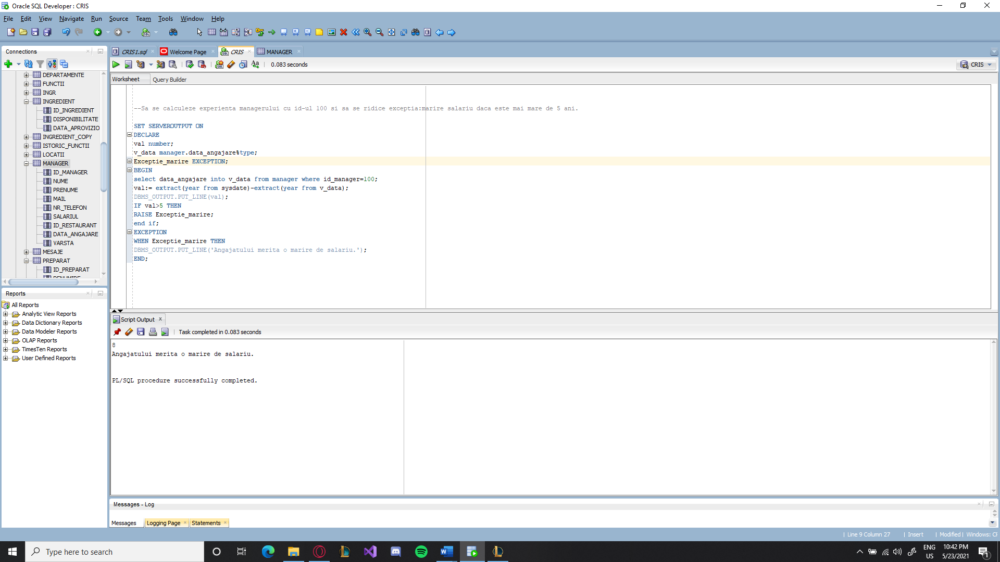 Oracle SQL Developer : CRIS
File Edit View Navigate Run Source Team Tools Window Help
Connections
DEPARTAMENTE
FUNCTII
INGR
INGREDIENT
ID_INGREDIENT
DISPONIBILITATE
DATA_APROVIZIO
INGREDIENT_COPY
ISTORIC_FUNCTII
LOCATII
MANAGER
ID_MANAGER
NUME
PRENUME
MAIL
NR_TELEFON
SALARIUL
ID_RESTAURANT
DATA_ANGAJARE
VARSTA
MESAJE
PREPARAT
ID_PREPARAT
DENUMIRE
Reports
All Reports
Analytic View Reports
Data Dictionary Reports
Data Modeler Reports
OLAP Reports
TimesTen Reports
User Defined Reports
CRIS1.sql Welcome Page CRIS MANAGER
0.083 seconds
CRIS
Worksheet Query Builder
--Sa se calculeze experienta managerului cu id-ul 100 si sa se ridice exceptia:marire salariu daca este mai mare de 5 ani.
SET SERVEROUTPUT ON
DECLARE
val number;
v_data manager.data_angajare%type;
Exceptie_marire EXCEPTION;
BEGIN
select data_angajare into v_data from manager where id_manager=100;
val:= extract(year from sysdate)-extract(year from v_data);
DBMS_OUTPUT.PUT_LINE(val);
IF val>5 THEN
RAISE Exceptie_marire;
end if;
EXCEPTION
WHEN Exceptie_marire THEN
DBMS_OUTPUT.PUT_LINE('Angajatului merita o marire de salariu.');
END;
Script Output
Task completed in 0.083 seconds
8
Angajatului merita o marire de salariu.
PL/SQL procedure successfully completed.
Messages - Log
Messages Logging Page Statements
Line 9 Column 27 Insert Modified Windows: CF
Type here to search
ENG
US
10:42 PM
5/23/2021
1